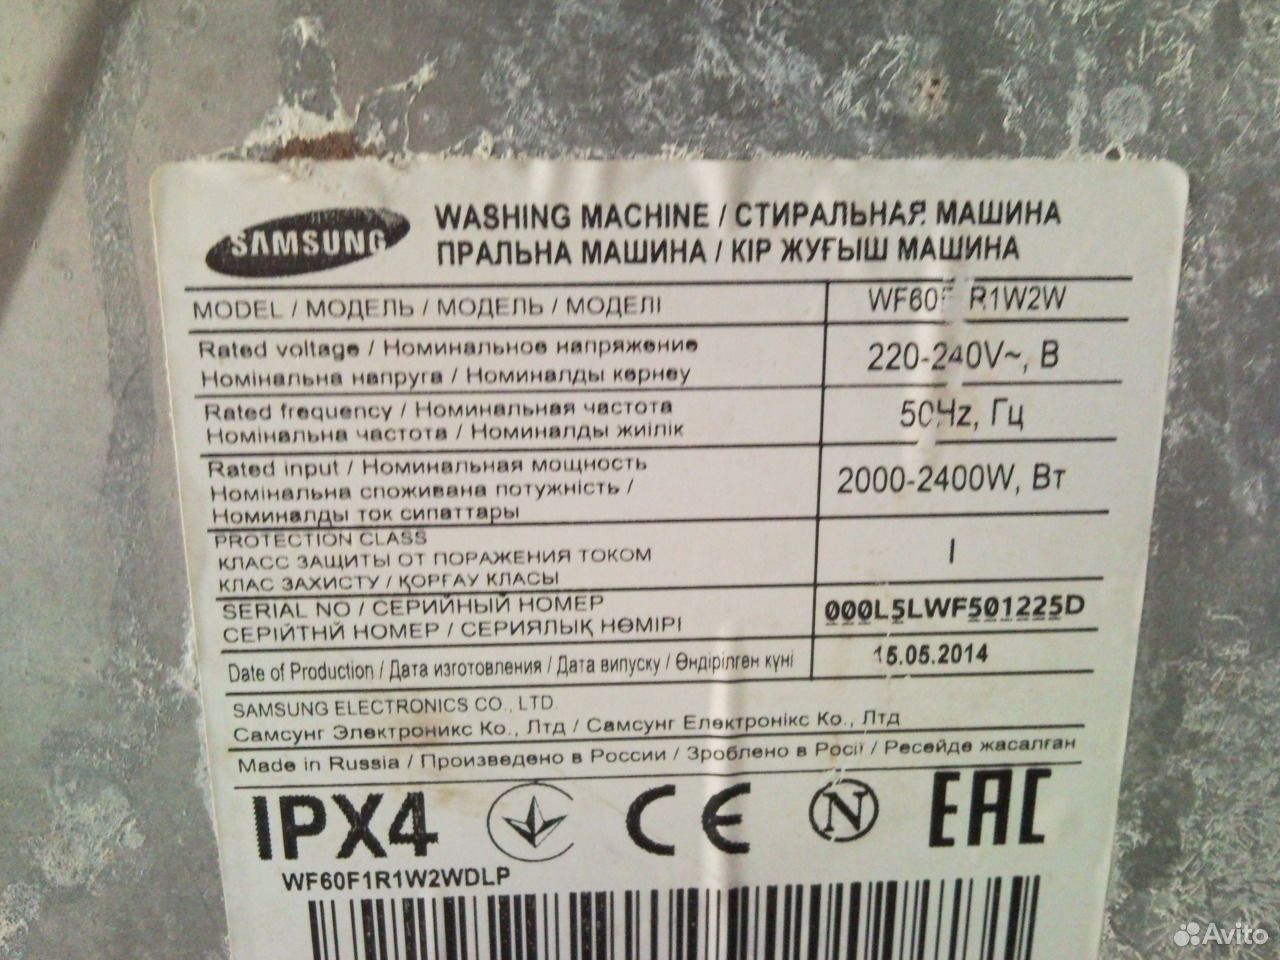 SAMSUNG
WASHING MACHINE / СТИРАЛЬНАЯ МАШИНА
ПРАЛЬНА МАШИНА / КІР ЖУҒЫШ МАШИНА
MODEL / МОДЕЛЬ / МОДЕЛЬ / МОДЕЛІ
WF60F R1W2W
Rated voltage / Номинальное напряжение
Номінальна напруга / Номиналды кернеу
220-240V~, В
Rated frequency / Номинальная частота
Номінальна частота / Номиналды жиілік
50Hz, Гц
Rated input / Номинальная мощность
Номінальна споживана потужність /
Номиналды ток сипаттары
2000-2400W, Вт
PROTECTION CLASS
КЛАСС ЗАЩИТЫ ОТ ПОРАЖЕНИЯ ТОКОМ
КЛАС ЗАХИСТУ / ҚОРҒАУ КЛАСЫ
I
SERIAL NO / СЕРИЙНЫЙ НОМЕР
СЕРІЙТНЙ НОМЕР / СЕРИЯЛЫҚ НӨМІРІ
000L5LWF501225D
Date of Production / Дата изготовления / Дата випуску / Өндірілген күні
15.05.2014
SAMSUNG ELECTRONICS CO., LTD.
Самсунг Электроникс Ко., Лтд / Самсунг Електронікс Ко., Лтд
Made in Russia / Произведено в России / Зроблено в Росії / Ресейде жасалған
IPX4 CE N EAC
WF60F1R1W2WDLP
Avito